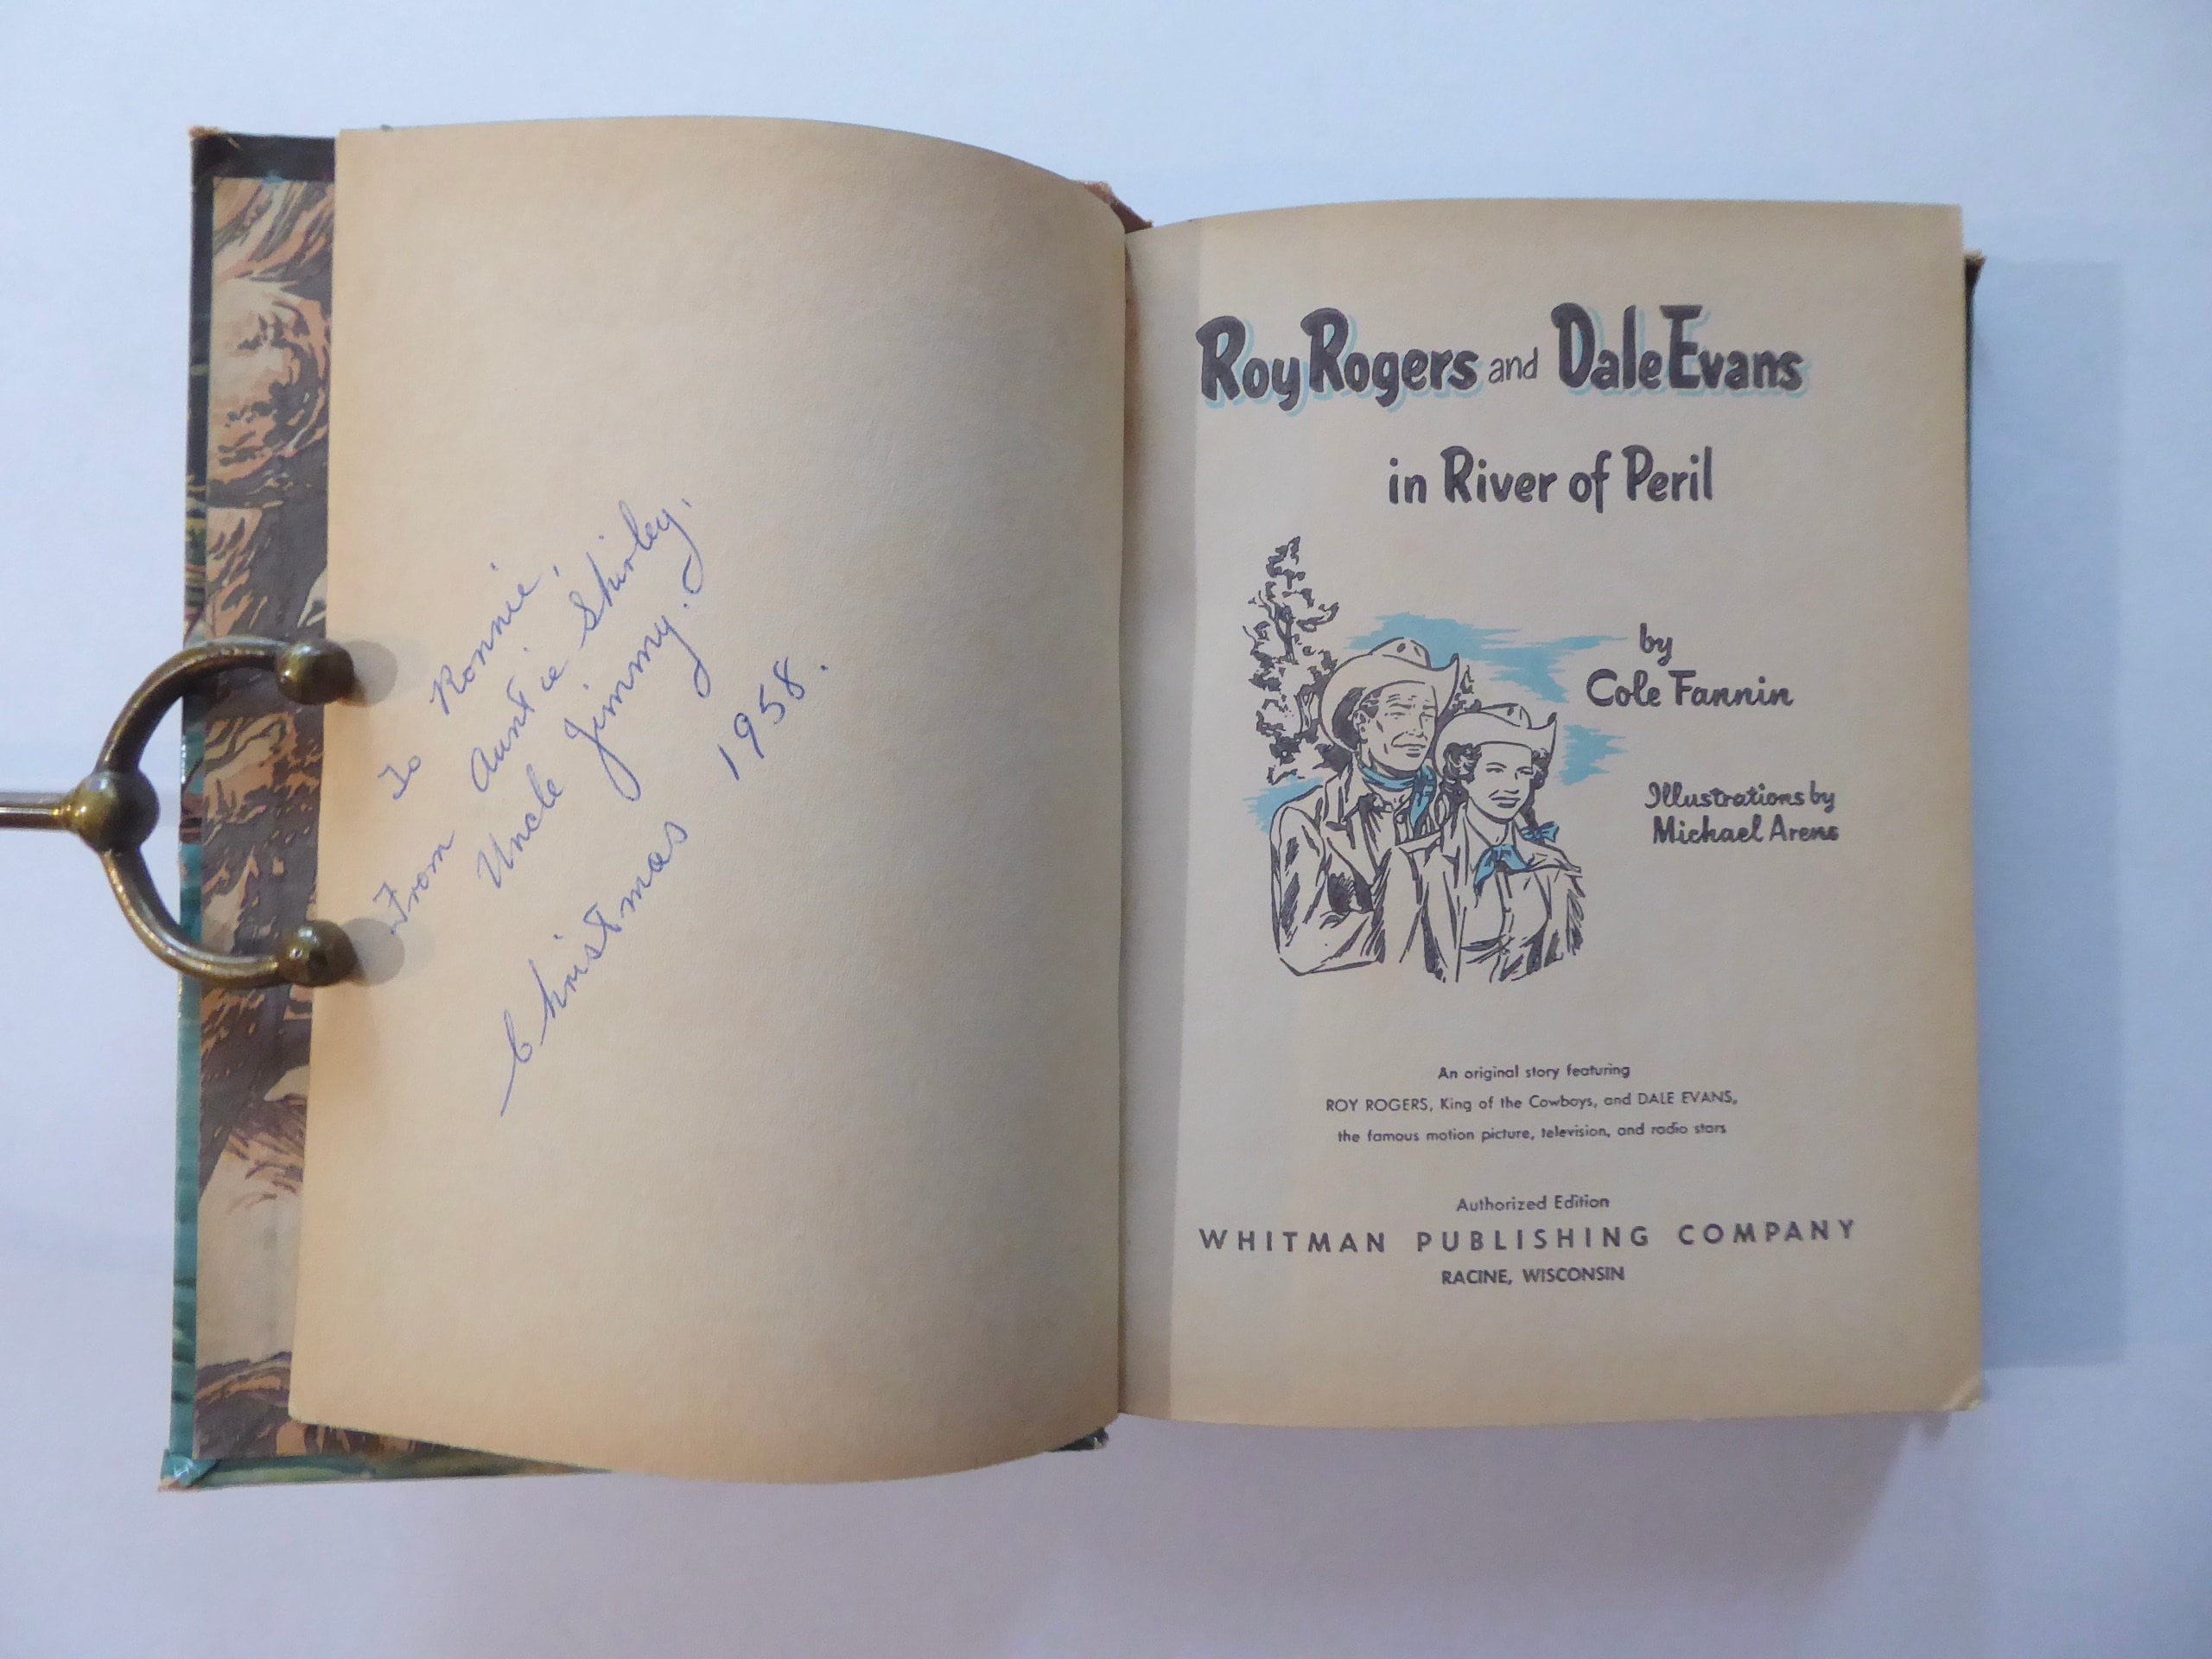 To Ronnie,
From Auntie Shirley,
Uncle Jimmy.
Christmas 1958.
Roy Rogers and Dale Evans
in River of Peril
by
Cole Fannin
Illustrations by
Michael Arens
An original story featuring
ROY ROGERS, King of the Cowboys, and DALE EVANS,
the famous motion picture, television, and radio stars
Authorized Edition
WHITMAN PUBLISHING COMPANY
RACINE, WISCONSIN